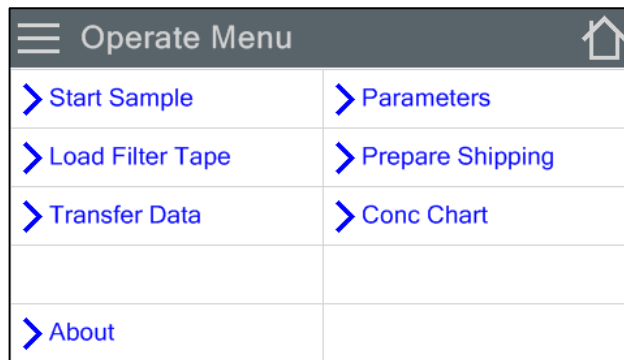 Operate Menu
Start Sample
Parameters
Load Filter Tape
Prepare Shipping
Transfer Data
Conc Chart
About